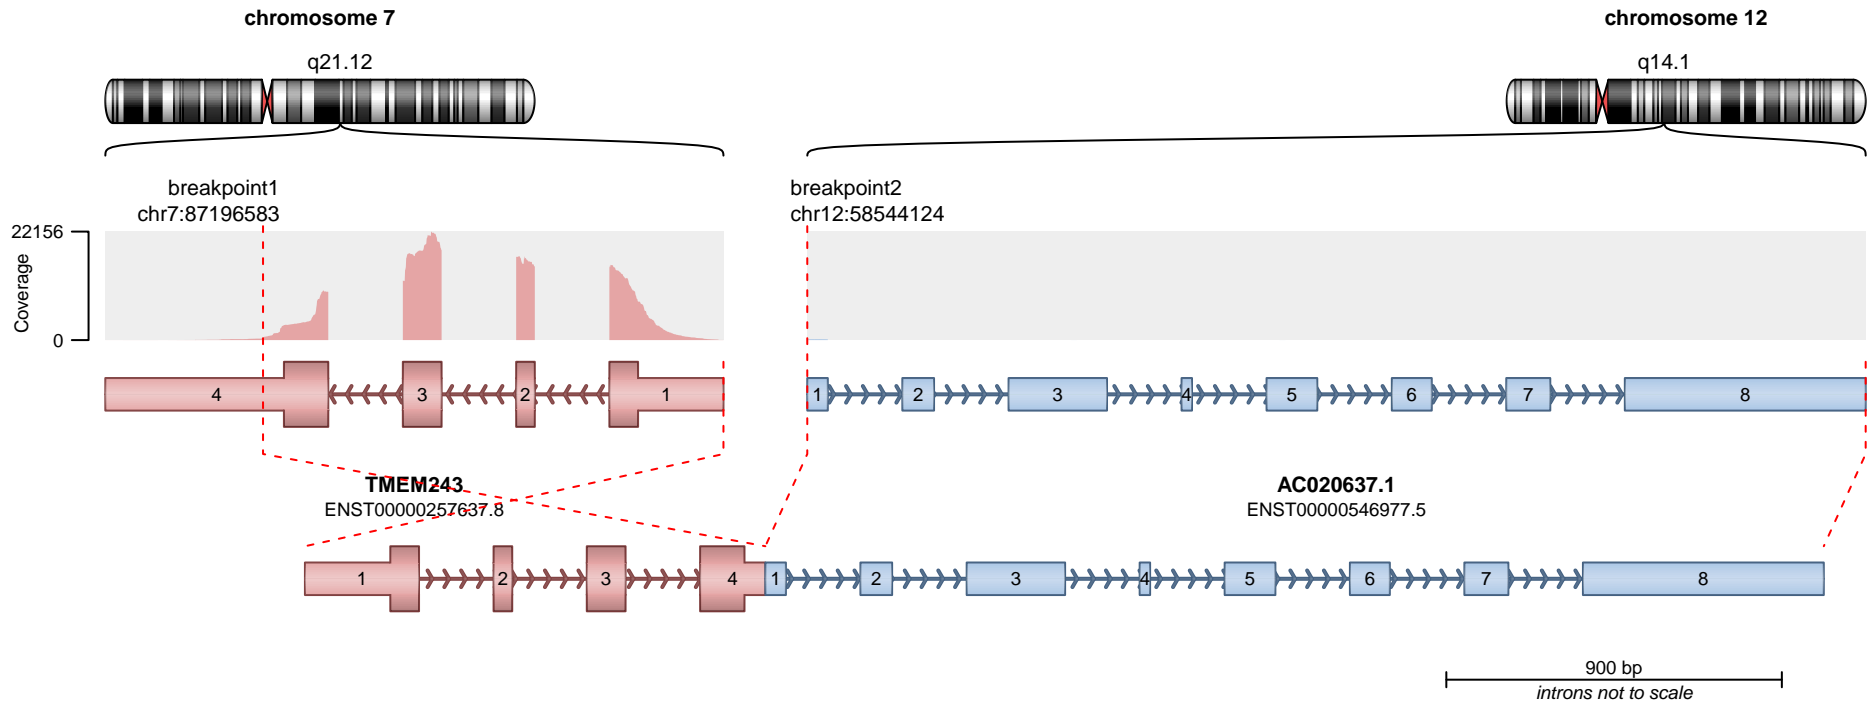 chromosome 7
chromosome 12
q21.12
q14.1
breakpoint1
chr7:87196583
breakpoint2
chr12:58544124
22156
Coverage
0
4
3
2
1
1
2
3
4
5
6
7
8
TMEM243
ENST00000257637.8
AC020637.1
ENST00000546977.5
1
2
3
4
1
2
3
4
5
6
7
8
900 bp
introns not to scale